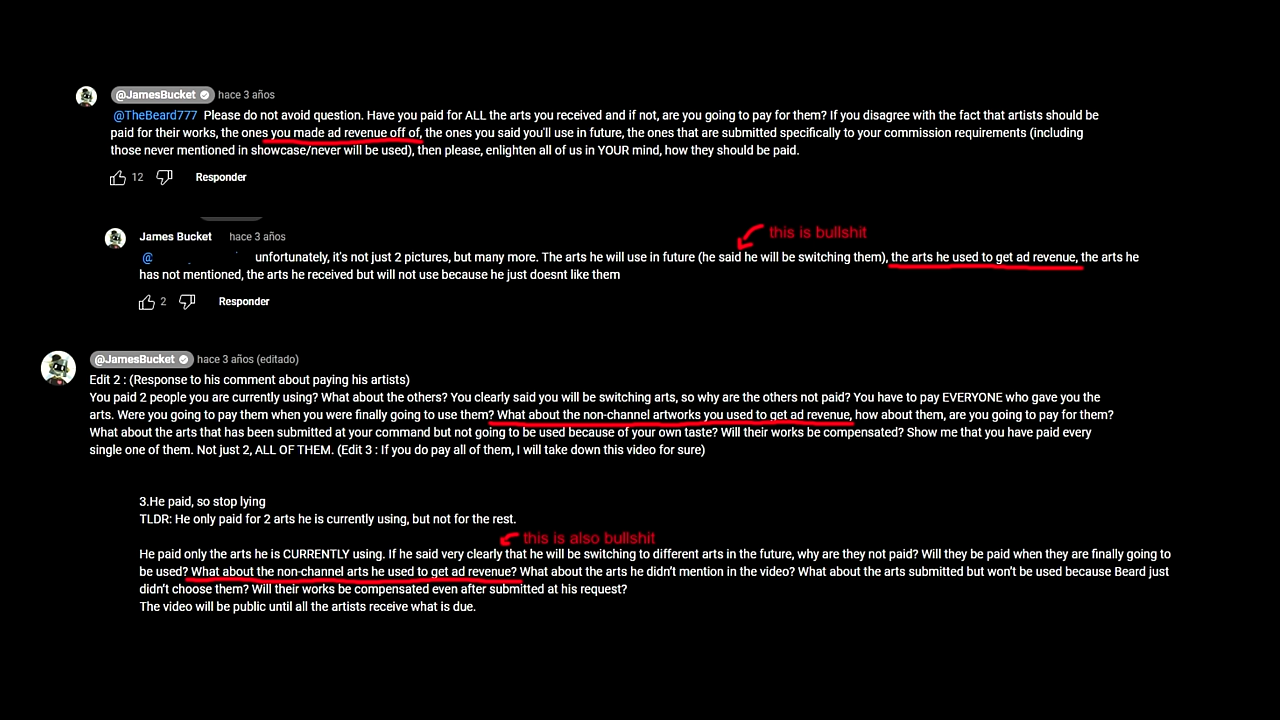 @JamesBucket hace 3 años
@TheBeard777 Please do not avoid question. Have you paid for ALL the arts you received and if not, are you going to pay for them? If you disagree with the fact that artists should be
paid for their works, the ones you made ad revenue off of, the ones you said you'll use in future, the ones that are submitted specifically to your commission requirements (including
those never mentioned in showcase/never will be used), then please, enlighten all of us in YOUR mind, how they should be paid.
12 Responder
this is bullshit
James Bucket hace 3 años
@ unfortunately, it's not just 2 pictures, but many more. The arts he will use in future (he said he will be switching them), the arts he used to get ad revenue, the arts he
has not mentioned, the arts he received but will not use because he just doesnt like them
2 Responder
@JamesBucket hace 3 años (editado)
Edit 2 : (Response to his comment about paying his artists)
You paid 2 people you are currently using? What about the others? You clearly said you will be switching arts, so why are the others not paid? You have to pay EVERYONE who gave you the
arts. Were you going to pay them when you were finally going to use them? What about the non-channel artworks you used to get ad revenue, how about them, are you going to pay for them?
What about the arts that has been submitted at your command but not going to be used because of your own taste? Will their works be compensated? Show me that you have paid every
single one of them. Not just 2, ALL OF THEM. (Edit 3 : If you do pay all of them, I will take down this video for sure)
3.He paid, so stop lying
TLDR: He only paid for 2 arts he is currently using, but not for the rest.
this is also bullshit
He paid only the arts he is CURRENTLY using. If he said very clearly that he will be switching to different arts in the future, why are they not paid? Will they be paid when they are finally going to
be used? What about the non-channel arts he used to get ad revenue? What about the arts he didn't mention in the video? What about the arts submitted but won't be used because Beard just
didn't choose them? Will their works be compensated even after submitted at his request?
The video will be public until all the artists receive what is due.